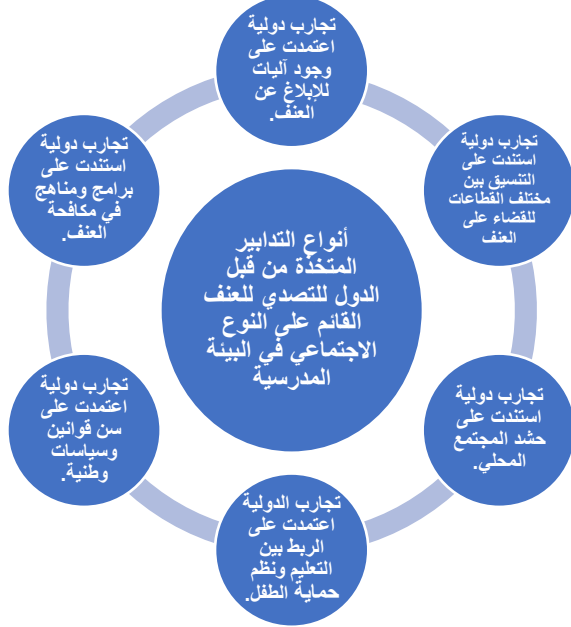 تجارب دولية
اعتمدت على
وجود آليات
للإبلاغ عن
العنف.
تجارب دولية
استندت على
التنسيق بين
مختلف القطاعات
للقضاء على
العنف
تجارب دولية
استندت على
حشد المجتمع
المحلي.
تجارب الدولية
اعتمدت على
الربط بين
التعليم ونظم
حماية الطفل.
تجارب دولية
اعتمدت على
سن قوانين
وسياسات
وطنية.
تجارب دولية
استندت على
برامج ومناهج
في مكافحة
العنف.
أنواع التدابير
المتخذة من قبل
الدول للتصدي للعنف
القائم على النوع
الاجتماعي في البيئة
المدرسية